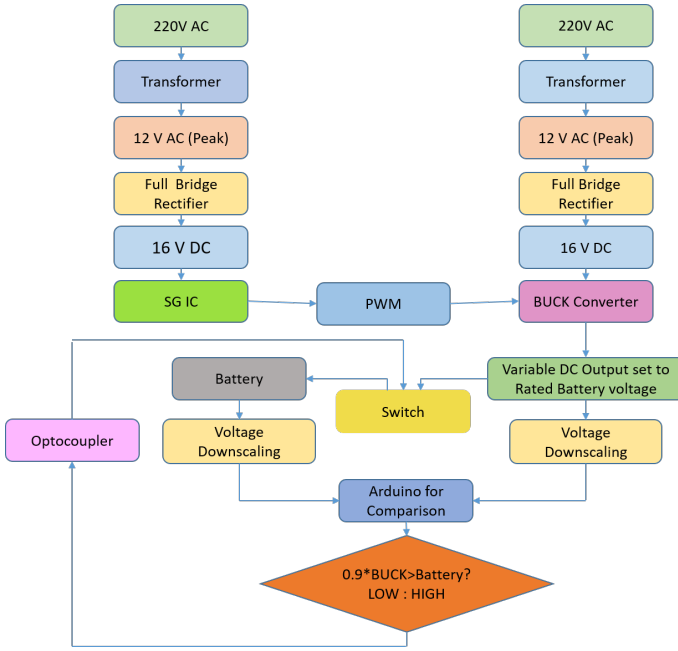 220V AC
220V AC
Transformer
Transformer
12 V AC (Peak)
12 V AC (Peak)
Full Bridge
Rectifier
Full Bridge
Rectifier
16 V DC
16 V DC
SG IC
PWM
BUCK Converter
Battery
Switch
Variable DC Output set to
Rated Battery voltage
Optocoupler
Voltage
Downscaling
Voltage
Downscaling
Arduino for
Comparison
0.9*BUCK>Battery?
LOW : HIGH